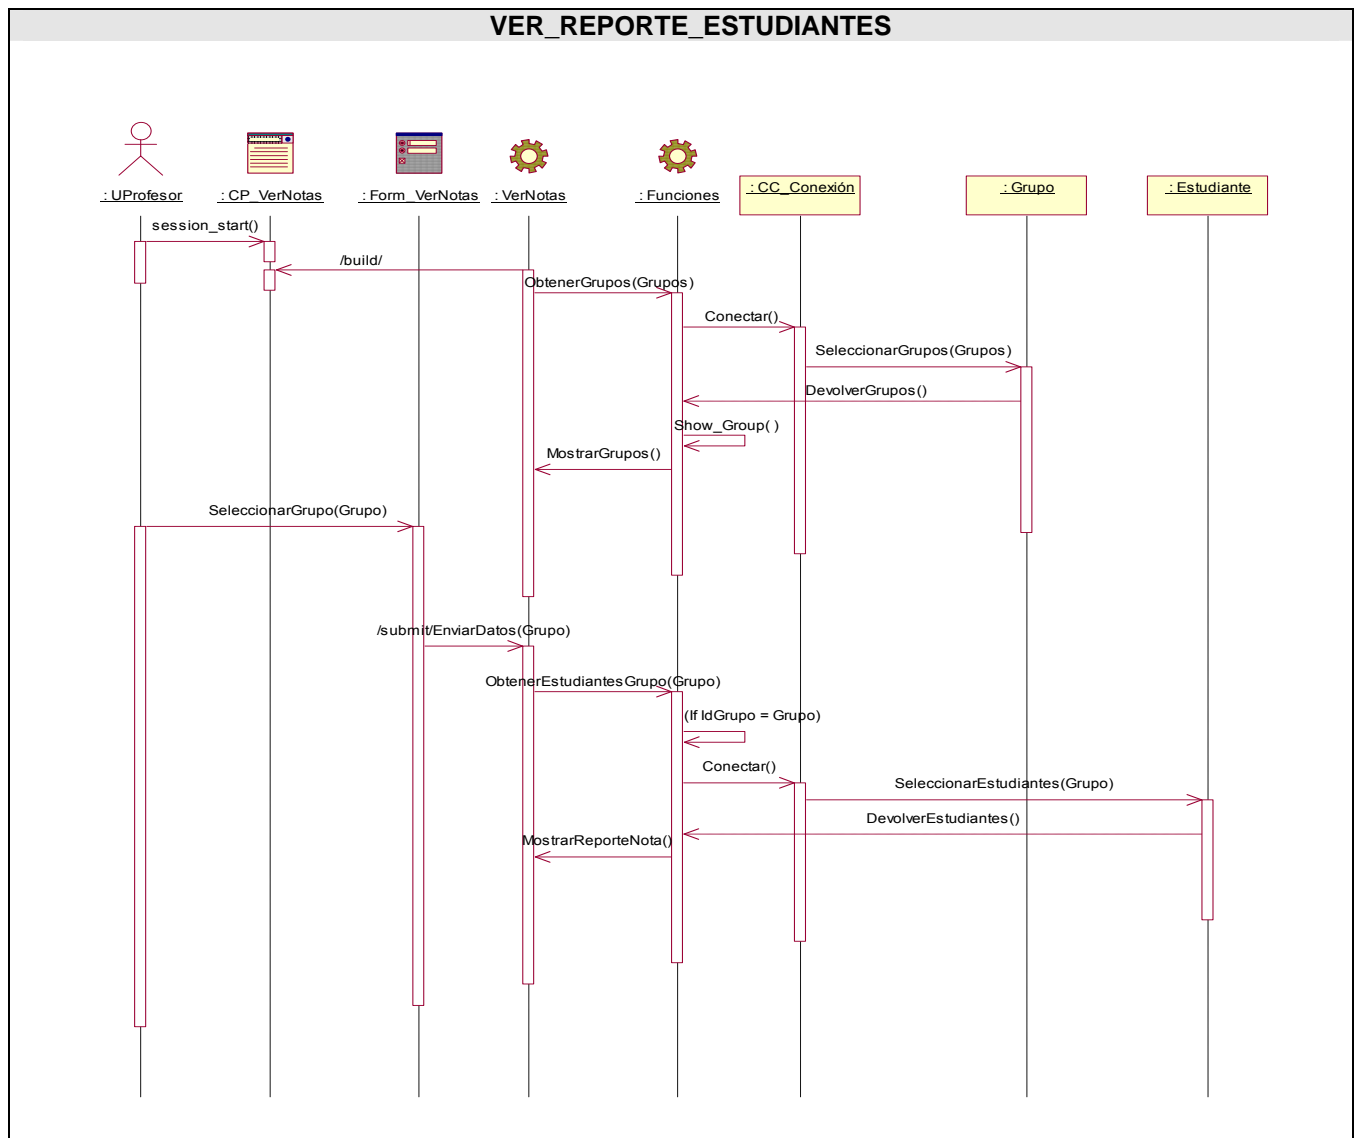 VER_REPORTE_ESTUDIANTES
: UProfesor
: CP_VerNotas
: Form_VerNotas
: VerNotas
: Funciones
: CC_Conexión
: Grupo
: Estudiante
session_start()
/build/
ObtenerGrupos(Grupos)
Conectar()
SeleccionarGrupos(Grupos)
DevolverGrupos()
Show_Group( )
MostrarGrupos()
SeleccionarGrupo(Grupo)
/submit/EnviarDatos(Grupo)
ObtenerEstudiantesGrupo(Grupo)
(If IdGrupo = Grupo)
Conectar()
SeleccionarEstudiantes(Grupo)
DevolverEstudiantes()
MostrarReporteNota()